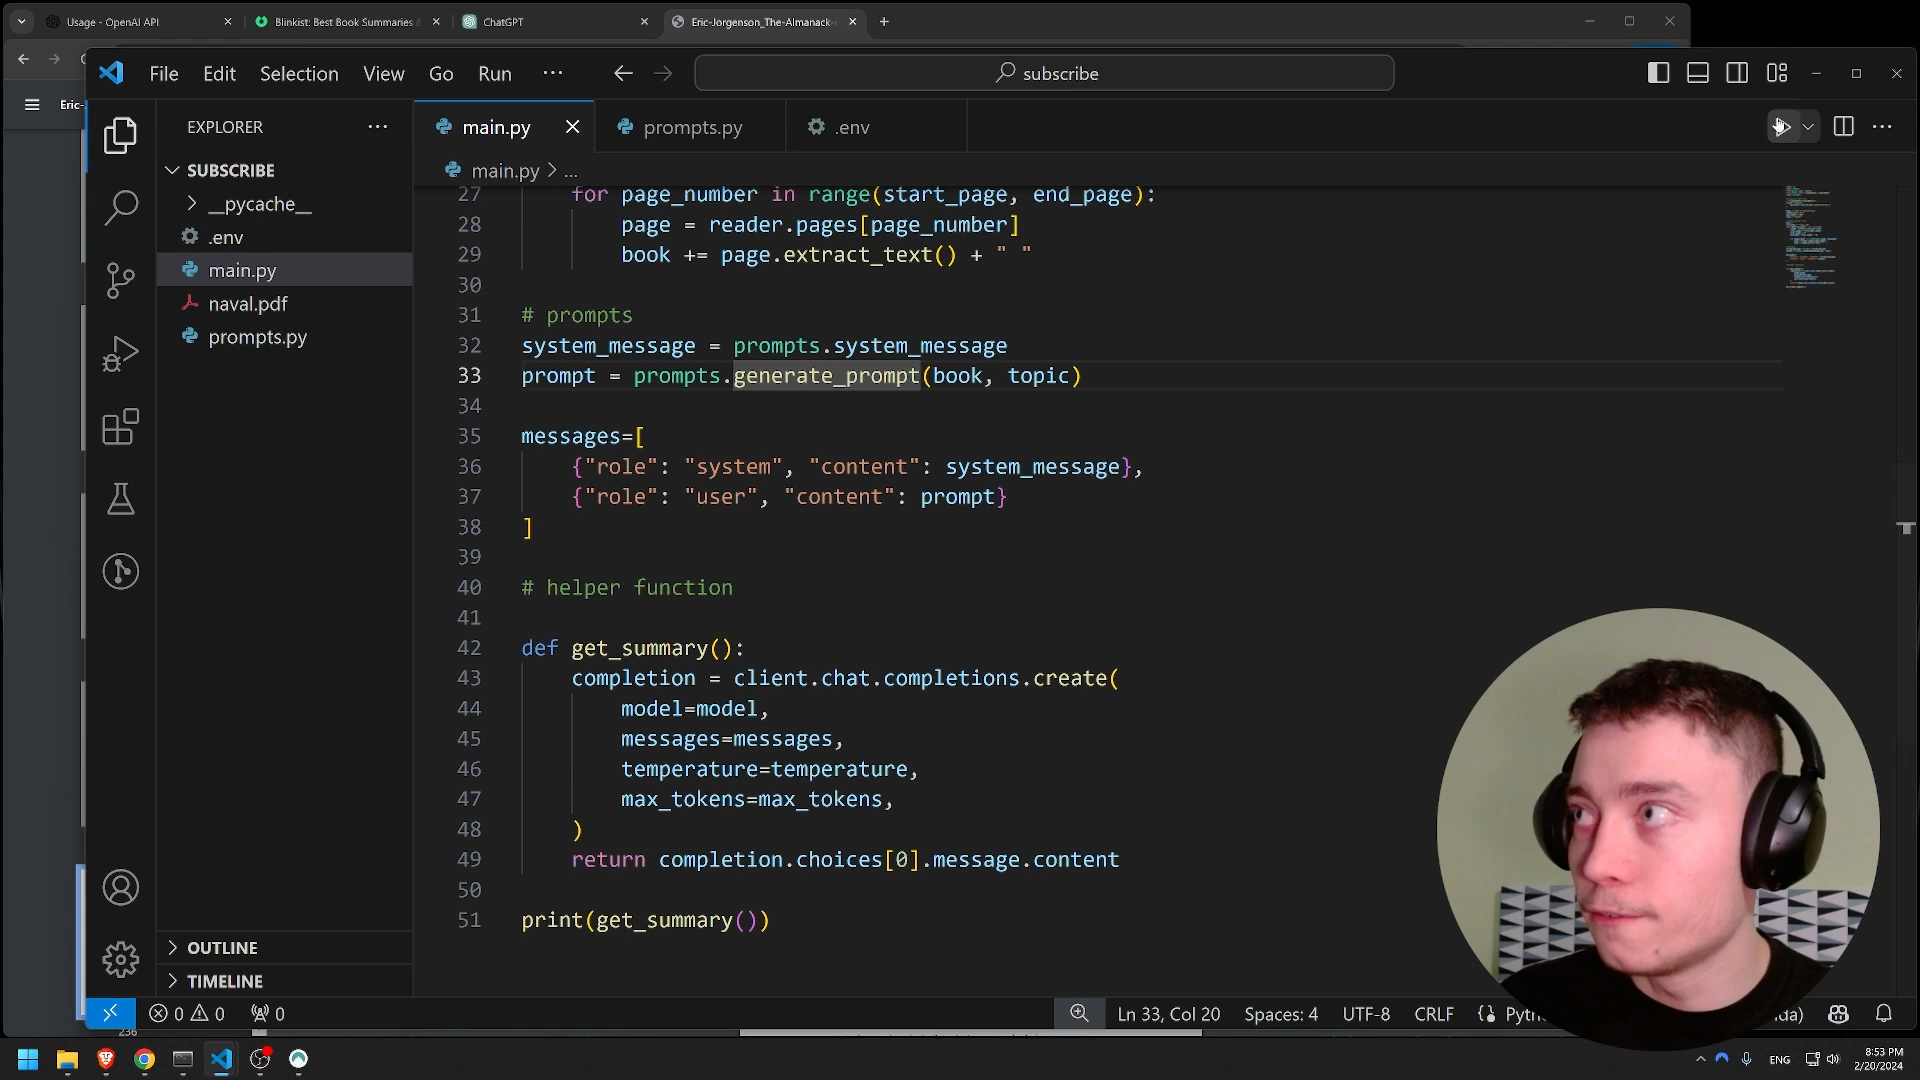 Usage - OpenAI API
Blinkist: Best Book Summaries &
ChatGPT
Eric-Jorgenson_The-Almanack-
Eric-
File Edit Selection View Go Run ...
subscribe
EXPLORER
SUBSCRIBE
__pycache__
.env
main.py
naval.pdf
prompts.py
OUTLINE
TIMELINE
main.py
prompts.py
.env
main.py > ...
27 for page_number in range(start_page, end_page):
28 page = reader.pages[page_number]
29 book += page.extract_text() + " "
30
31 # prompts
32 system_message = prompts.system_message
33 prompt = prompts.generate_prompt(book, topic)
34
35 messages=[
36 {"role": "system", "content": system_message},
37 {"role": "user", "content": prompt}
38 ]
39
40 # helper function
41
42 def get_summary():
43 completion = client.chat.completions.create(
44 model=model,
45 messages=messages,
46 temperature=temperature,
47 max_tokens=max_tokens,
48 )
49 return completion.choices[0].message.content
50
51 print(get_summary())
0 0 0
Ln 33, Col 20 Spaces: 4 UTF-8 CRLF
236
ENG
8:53 PM
2/20/2024